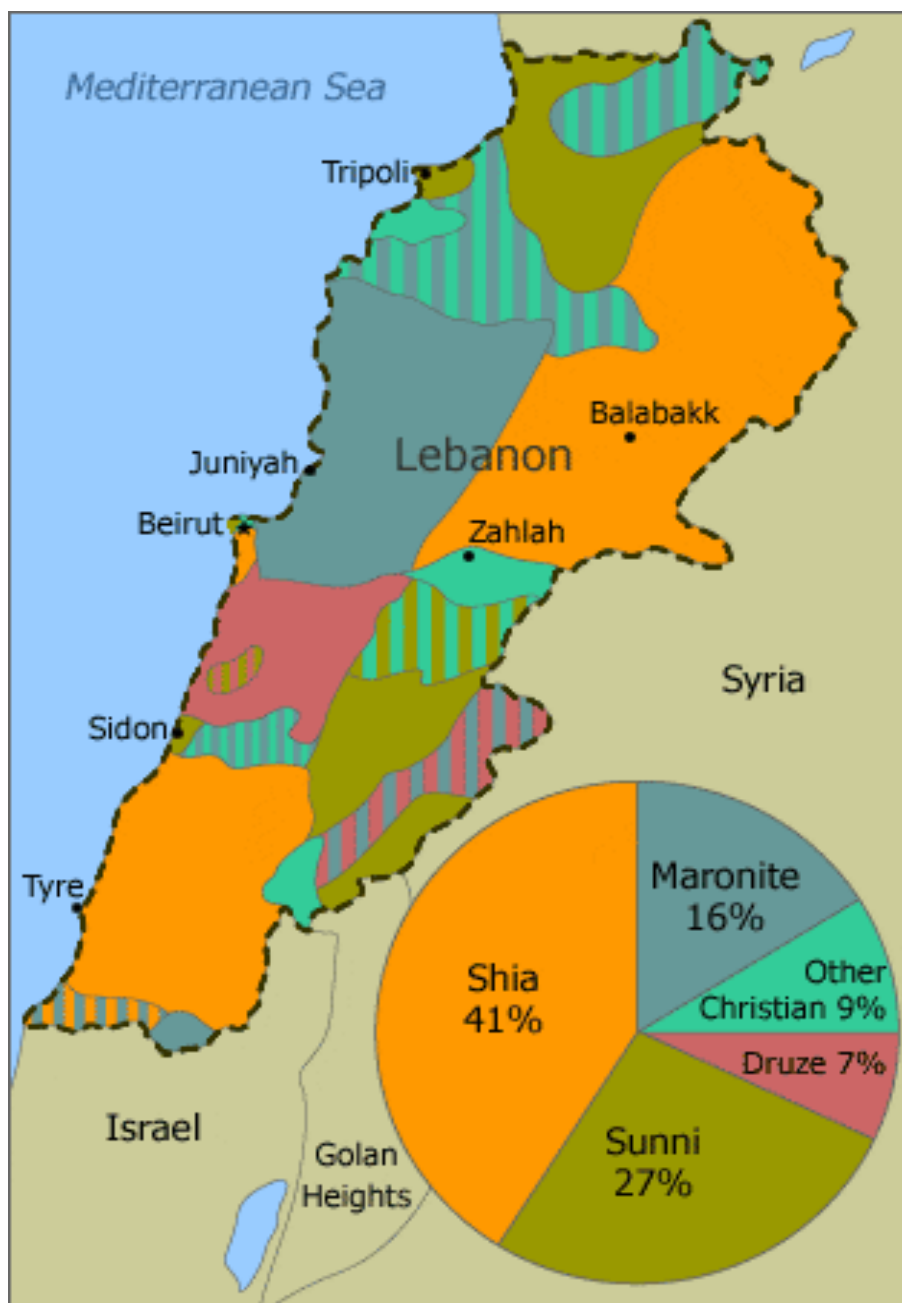 Mediterranean Sea
Tripoli
Balabakk
Lebanon
Juniyah
Beirut
Zahlah
Syria
Sidon
Tyre
Maronite
16%
Other
Christian 9%
Shia
41%
Druze 7%
Sunni
27%
Israel
Golan
Heights